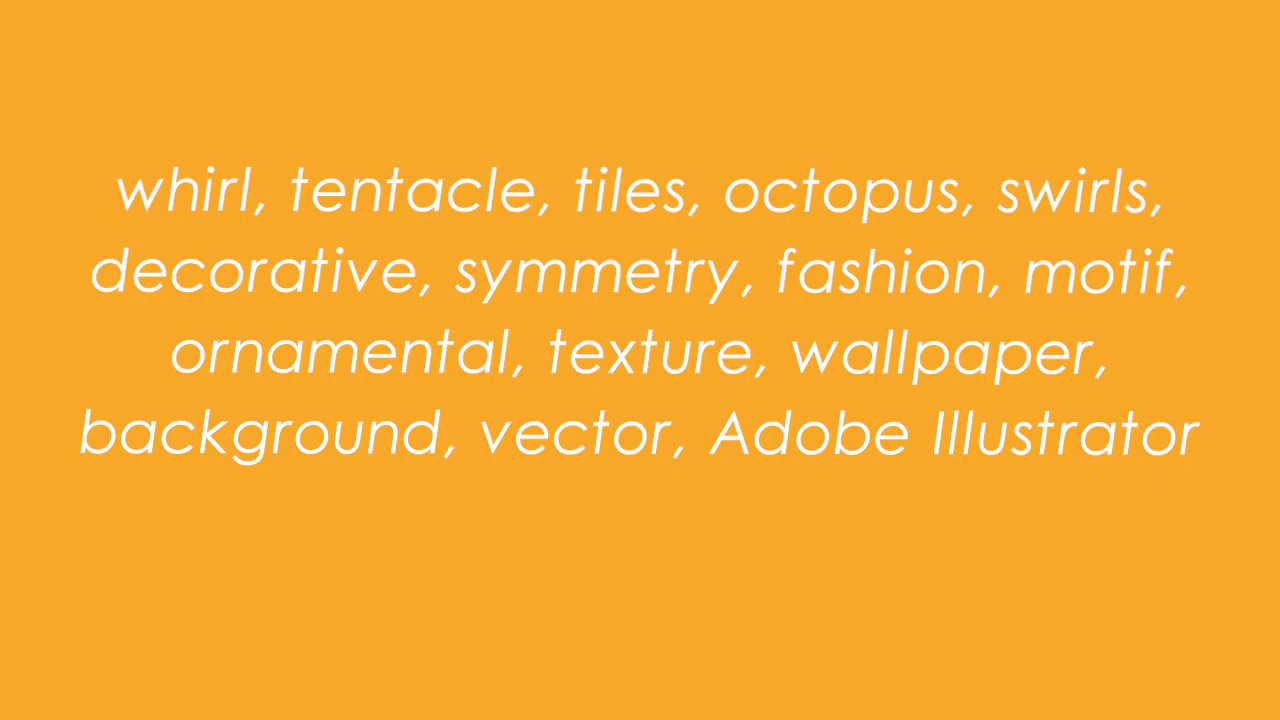 whirl, tentacle, tiles, octopus, swirls,
decorative, symmetry, fashion, motif,
ornamental, texture, wallpaper,
background, vector, Adobe Illustrator